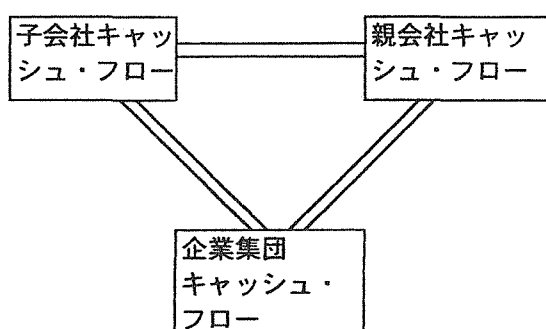 子会社キャッ
シュ・フロー
親会社キャッ
シュ・フロー
企業集団
キャッシュ・
フロー